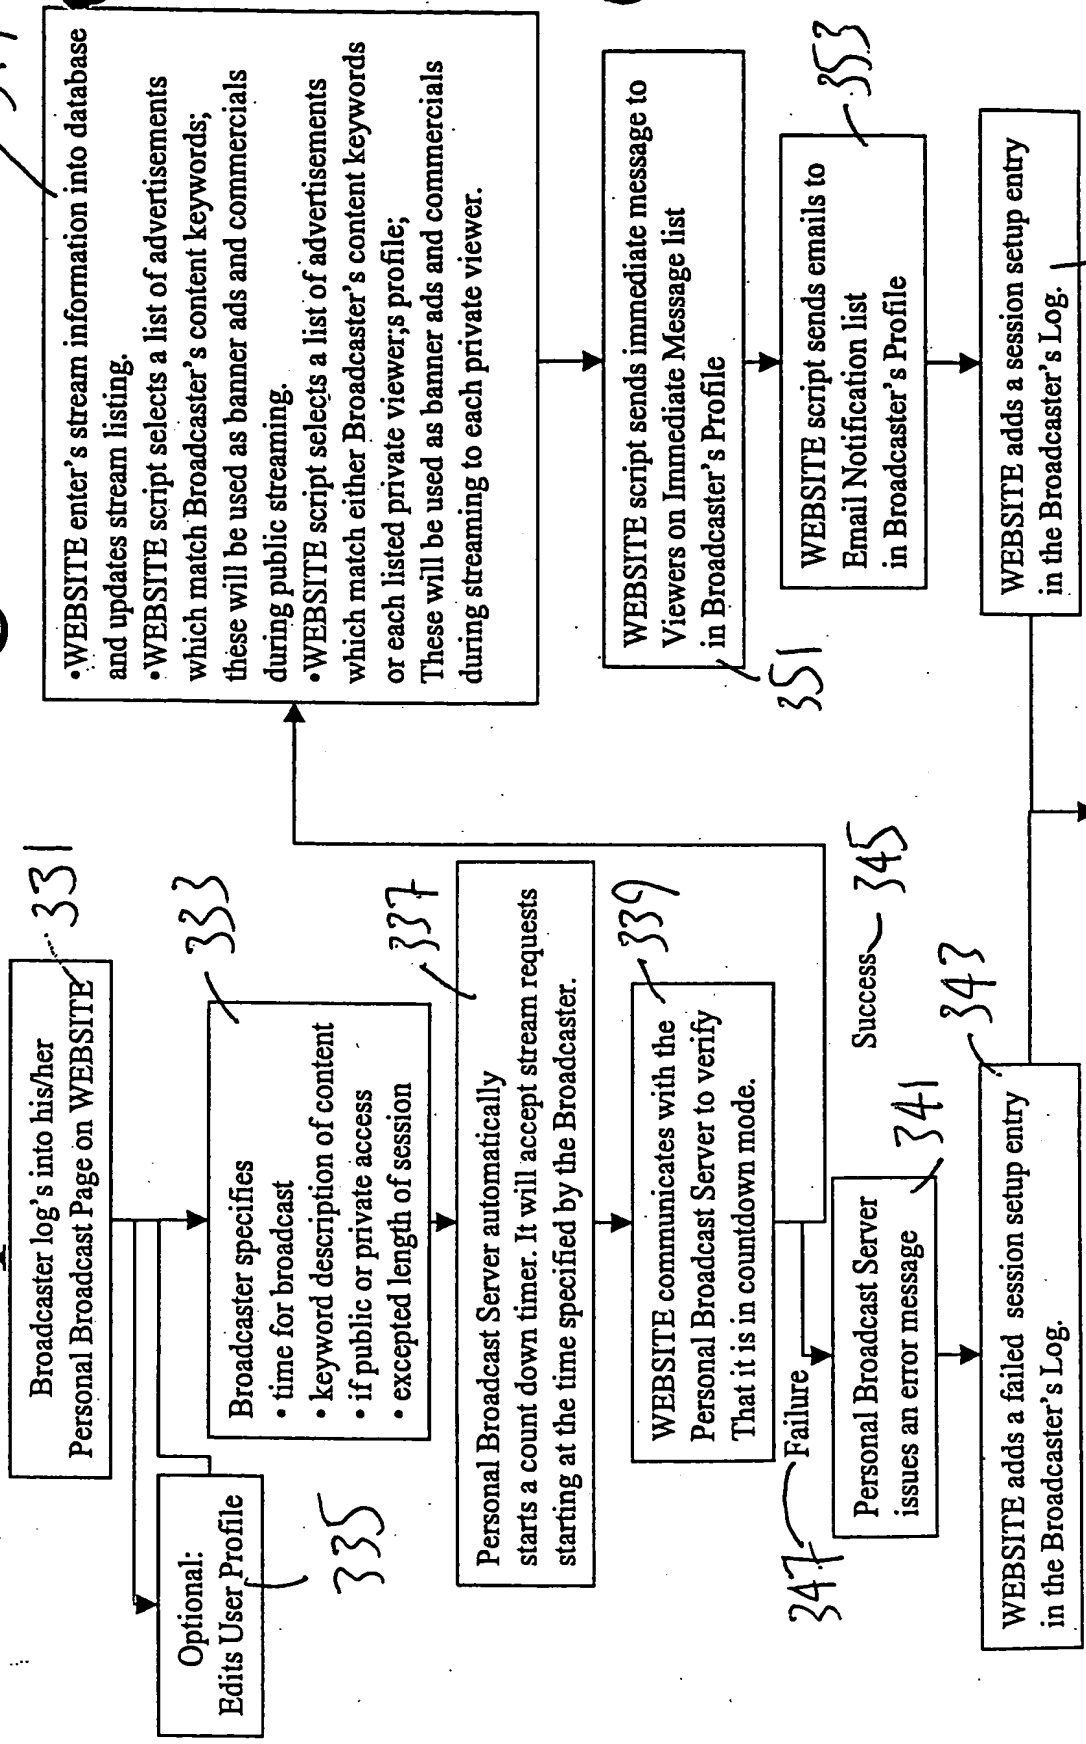 Broadcaster log's into his/her
Personal Broadcast Page on WEBSITE
331
Optional:
Edits User Profile
335
Broadcaster specifies
• time for broadcast
• keyword description of content
• if public or private access
• excepted length of session
333
Personal Broadcast Server automatically
starts a count down timer. It will accept stream requests
starting at the time specified by the Broadcaster.
337
WEBSITE communicates with the
Personal Broadcast Server to verify
That it is in countdown mode.
339
347
Failure
Success
345
Personal Broadcast Server
issues an error message
341
WEBSITE adds a failed session setup entry
in the Broadcaster's Log.
343
•WEBSITE enter's stream information into database
and updates stream listing.
•WEBSITE script selects a list of advertisements
which match Broadcaster's content keywords;
these will be used as banner ads and commercials
during public streaming.
•WEBSITE script selects a list of advertisements
which match either Broadcaster's content keywords
or each listed private viewer;s profile;
These will be used as banner ads and commercials
during streaming to each private viewer.
WEBSITE script sends immediate message to
Viewers on Immediate Message list
in Broadcaster's Profile
351
WEBSITE script sends emails to
Email Notification list
in Broadcaster's Profile
353
WEBSITE adds a session setup entry
in the Broadcaster's Log.